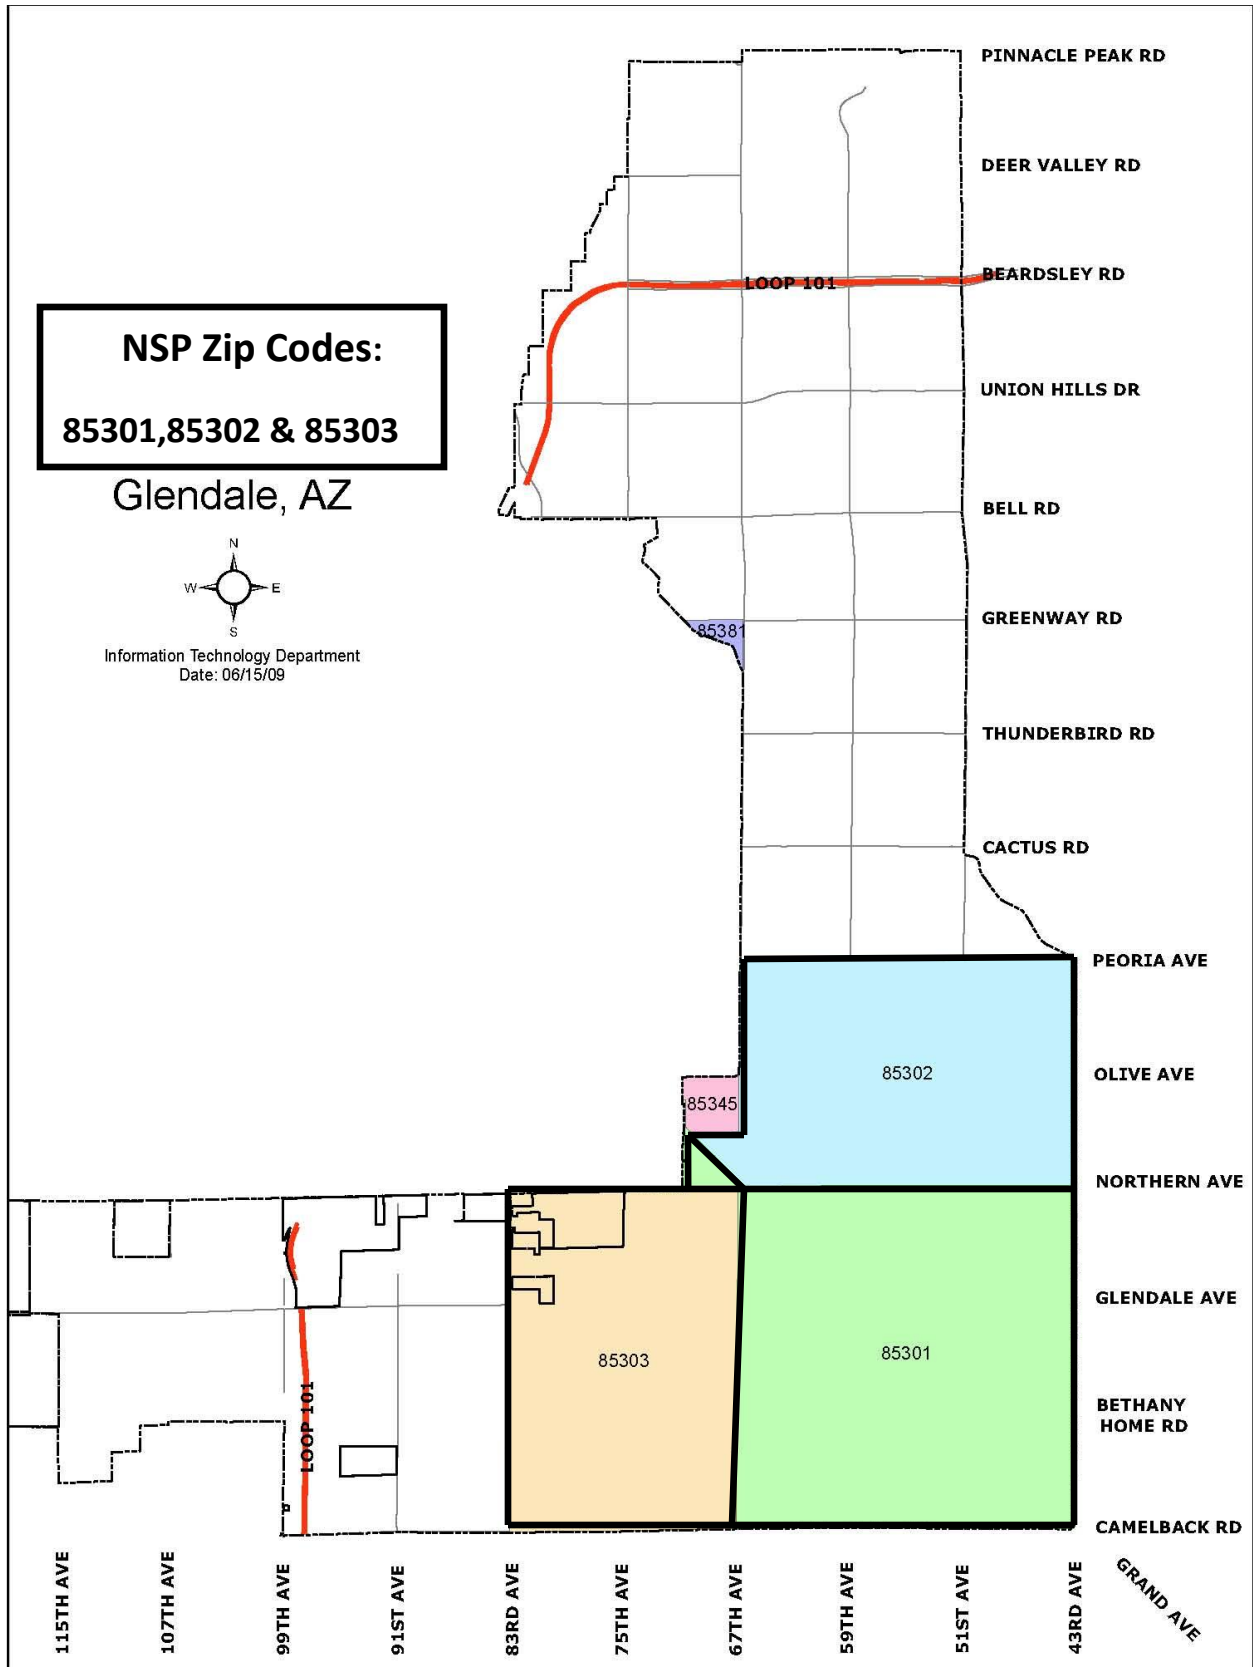 PINNACLE PEAK RD
DEER VALLEY RD
BEARDSLEY RD
LOOP 101
NSP Zip Codes:
85301,85302 & 85303
UNION HILLS DR
Glendale, AZ
BELL RD
N
W
E
S
GREENWAY RD
85381
Information Technology Department
Date: 06/15/09
THUNDERBIRD RD
CACTUS RD
PEORIA AVE
85302
OLIVE AVE
85345
NORTHERN AVE
GLENDALE AVE
85303
85301
BETHANY
HOME RD
LOOP 101
CAMELBACK RD
115TH AVE
107TH AVE
99TH AVE
91ST AVE
83RD AVE
75TH AVE
67TH AVE
59TH AVE
51ST AVE
43RD AVE
GRAND AVE